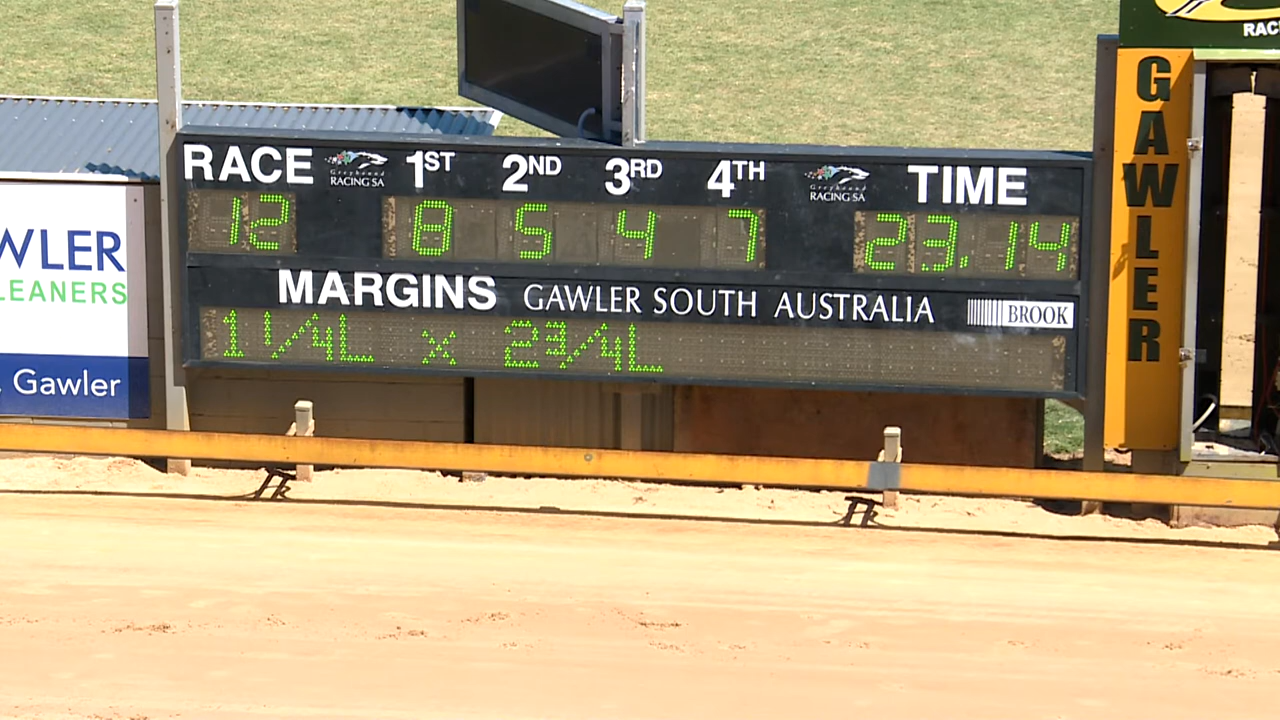 RAC
GAWLER
RACE 1ST 2ND 3RD 4TH TIME
Greyhound RACING SA
Greyhound RACING SA
12 8 5 4 7 23.14
MARGINS GAWLER SOUTH AUSTRALIA BROOK
1 1/4L x 2 3/4L
WLER
LEANERS
, Gawler